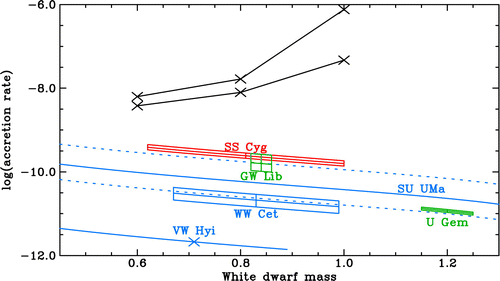 -6.0
-8.0
-10.0
-12.0
log(accretion rate)
SS Cyg
GW Lib
SU UMa
WW Cet
U Gem
VW Hyi
0.6
0.8
1.0
1.2
White dwarf mass